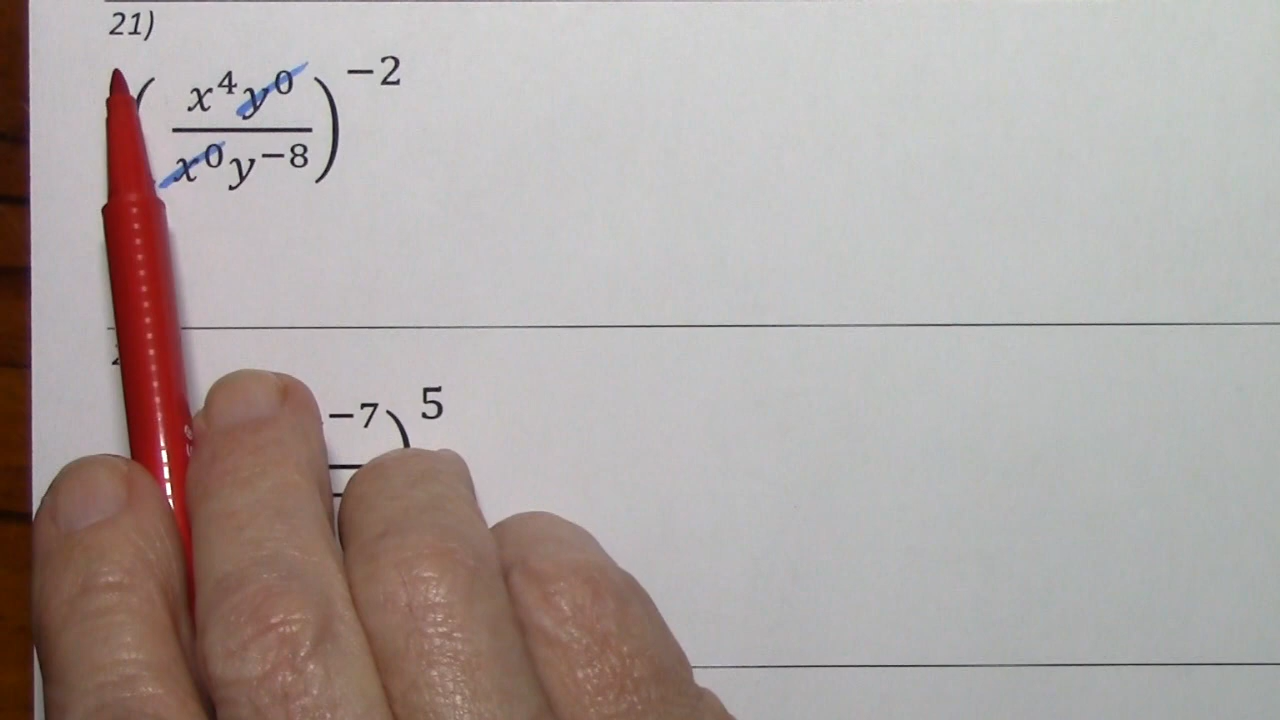 21)
( x⁴y⁰ / x⁰y⁻⁸ )⁻²
⁻⁷)⁵